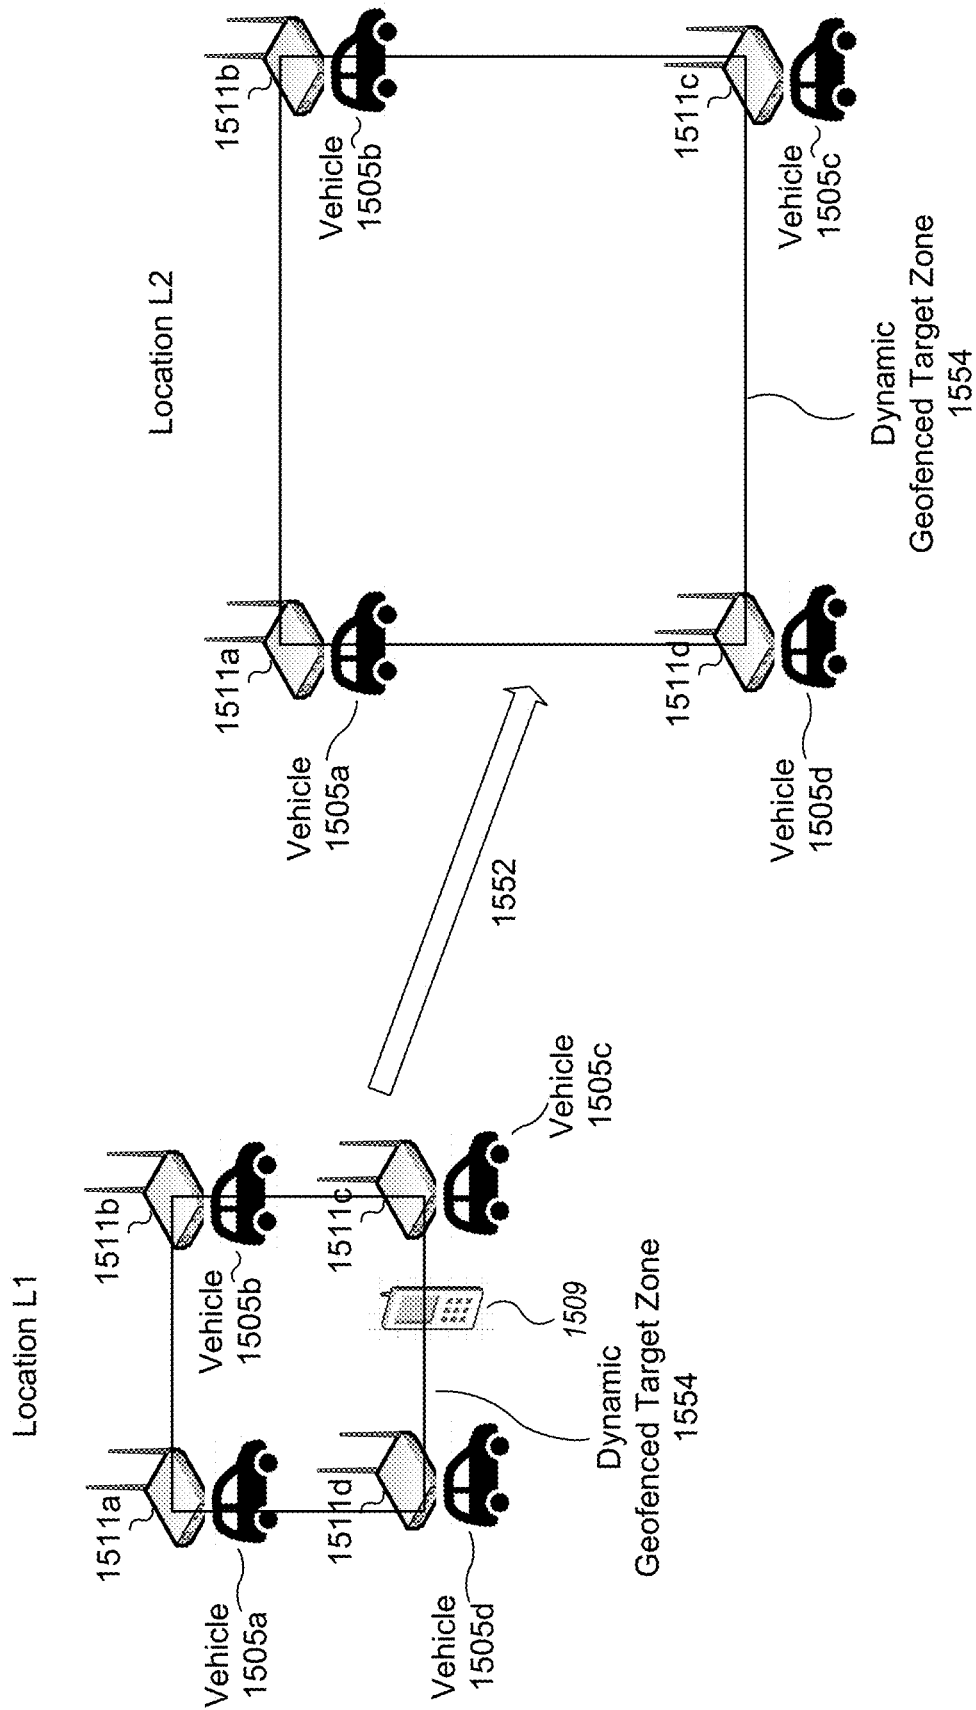 Location L1
1511a
1511b
Vehicle
1505a
Vehicle
1505b
1511d
1511c
Vehicle
1505d
Vehicle
1505c
1509
Dynamic
Geofenced Target Zone
1554
1552
Location L2
1511a
1511b
Vehicle
1505a
Vehicle
1505b
1511d
1511c
Vehicle
1505d
Vehicle
1505c
Dynamic
Geofenced Target Zone
1554